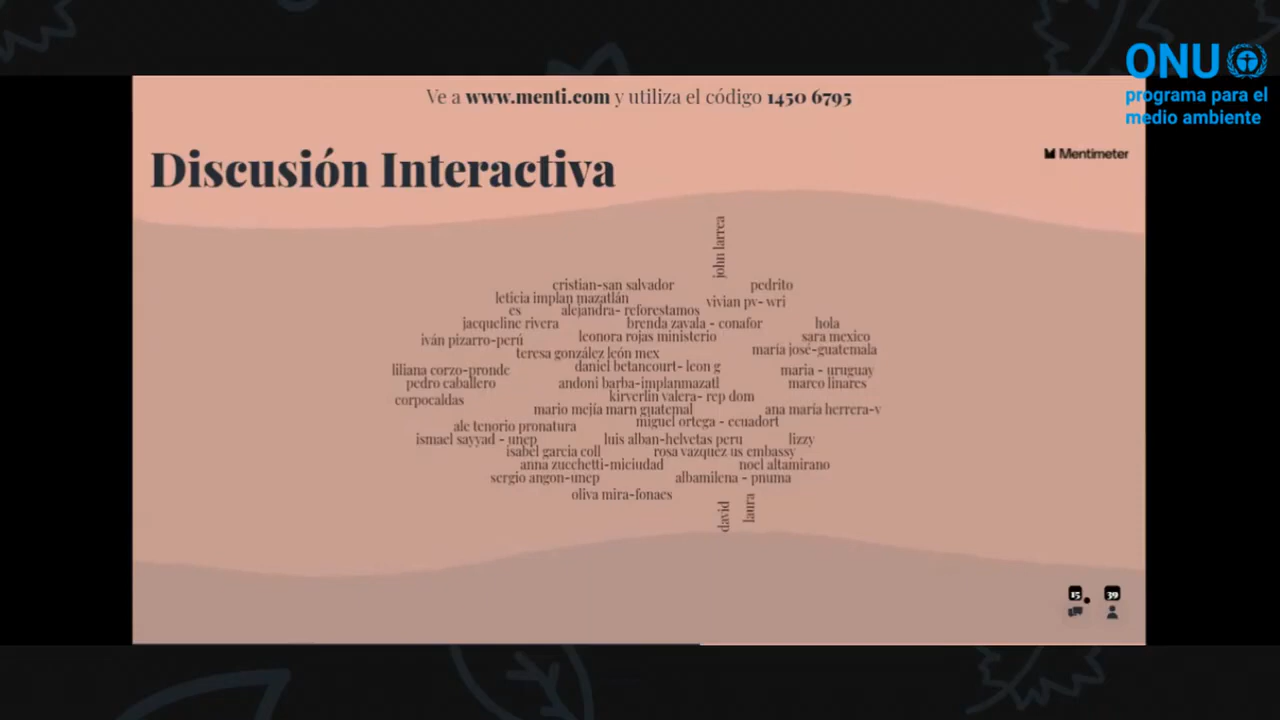 ONU
programa para el
medio ambiente
Ve a www.menti.com y utiliza el código 1450 6795
Discusión Interactiva
Mentimeter
john larrea
cristian-san salvador
pedrito
leticia implan mazatlán
vivian pv- wri
es
alejandra- reforestamos
jacqueline rivera
brenda zavala - conafor
hola
iván pizarro-perú
leonora rojas ministerio
sara mexico
teresa gonzález león mex
maría josé-guatemala
liliana corzo-pronde
daniel betancourt- leon g
maria - uruguay
pedro caballero
andoni barba-implanmazatl
marco linares
corpocaldas
kirverlin valera- rep dom
mario mejía marn guatemal
ana maría herrera-v
ale tenorio pronatura
miguel ortega - ecuadort
ismael sayyad - unep
luis alban-helvetas peru
lizzy
isabel garcia coll
rosa vazquez us embassy
anna zucchetti-miciudad
noel altamirano
sergio angon-unep
albamilena - pnuma
oliva mira-fonaes
david
laura
15
39